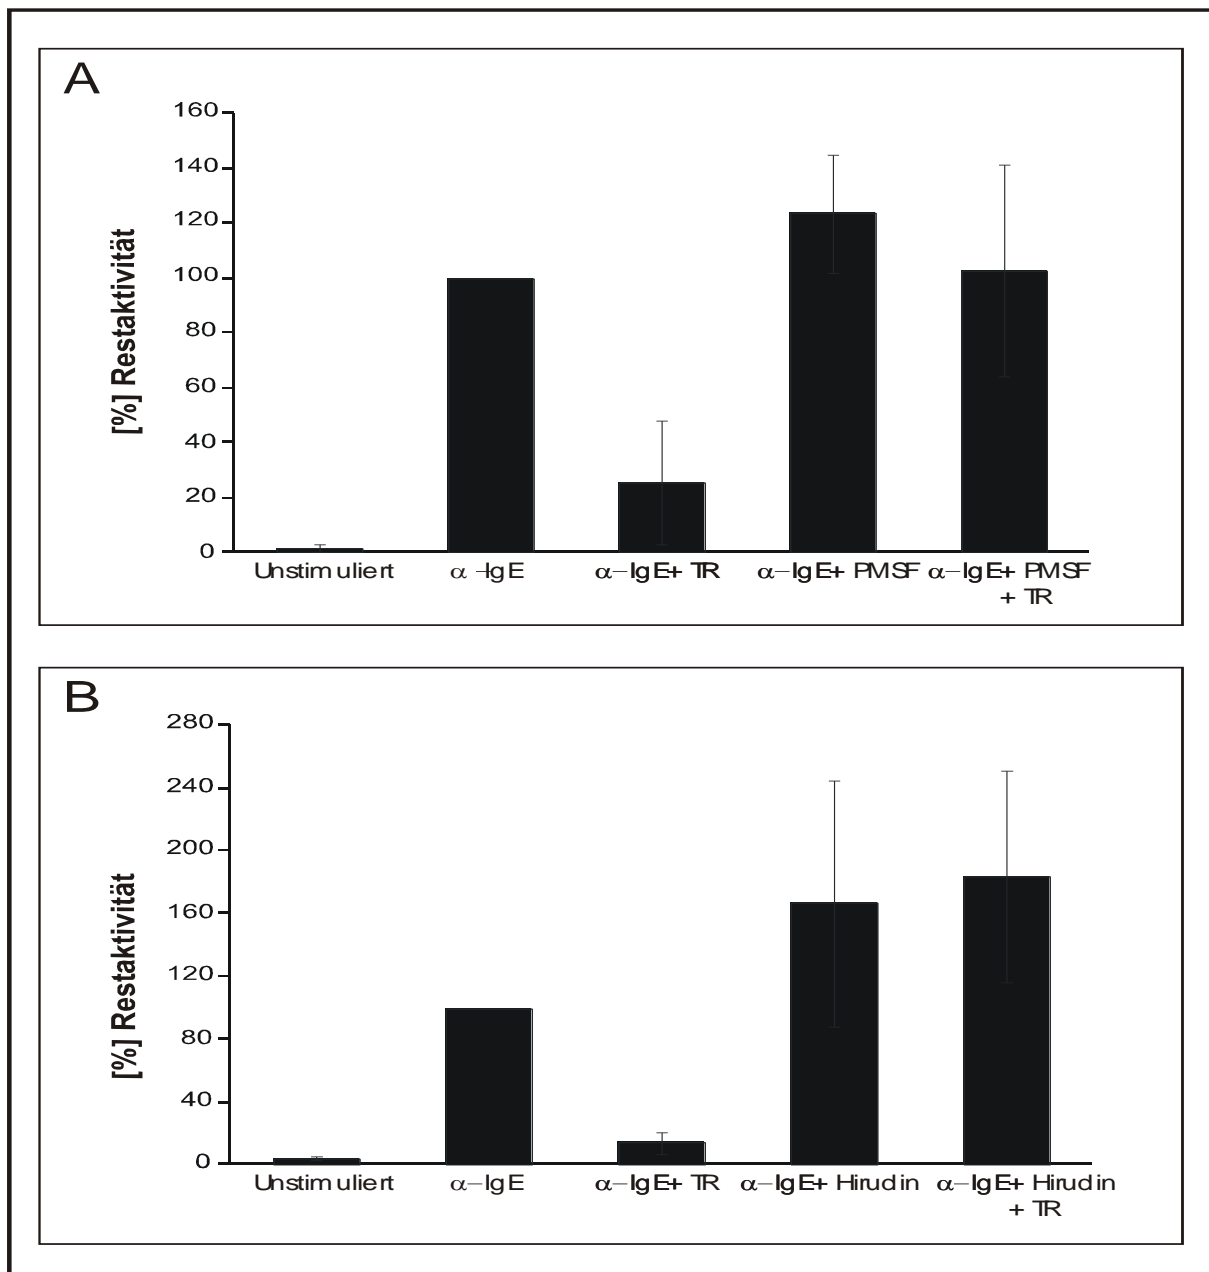 A
160
140
120
100
80
60
40
20
0
[%] Restaktivität
Unstimuliert α-IgE α-IgE+ TR α-IgE+ PMSF α-IgE+ PMSF
+ TR
B
280
240
200
160
120
80
40
0
[%] Restaktivität
Unstimuliert α-IgE α-IgE+ TR α-IgE+ Hirudin α-IgE+ Hirudin
+ TR